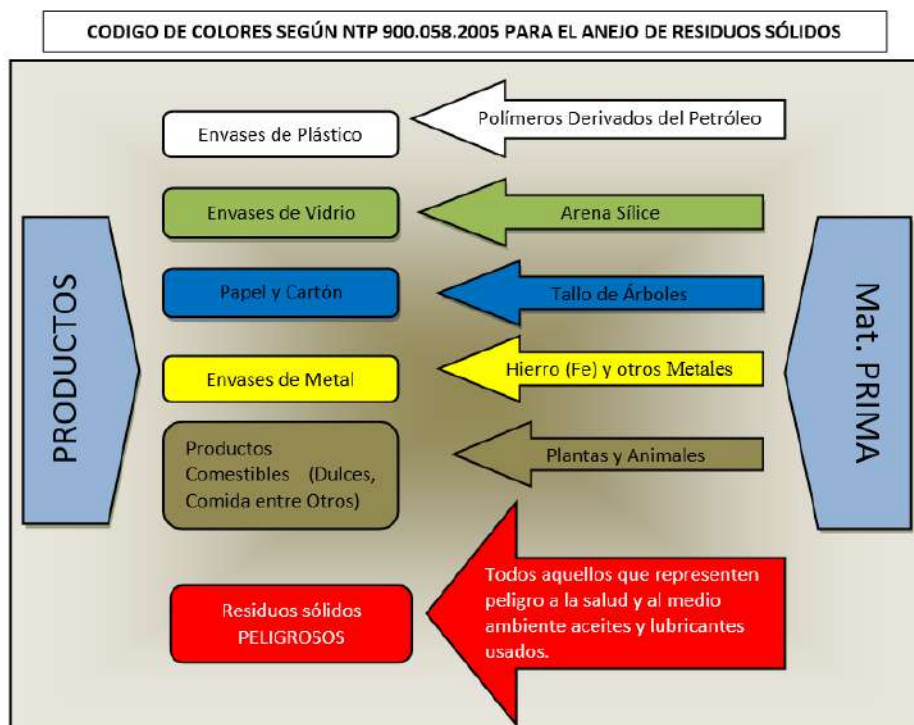 CODIGO DE COLORES SEGÚN NTP 900.058.2005 PARA EL ANEJO DE RESIDUOS SÓLIDOS
Envases de Plástico
Polímeros Derivados del Petróleo
Envases de Vidrio
Arena Sílice
Papel y Cartón
Tallo de Árboles
Envases de Metal
Hierro (Fe) y otros Metales
Productos
Comestibles (Dulces,
Comida entre Otros)
Plantas y Animales
Residuos sólidos
PELIGROSOS
Todos aquellos que representen
peligro a la salud y al medio
ambiente aceites y lubricantes
usados.
PRODUCTOS
Mat. PRIMA